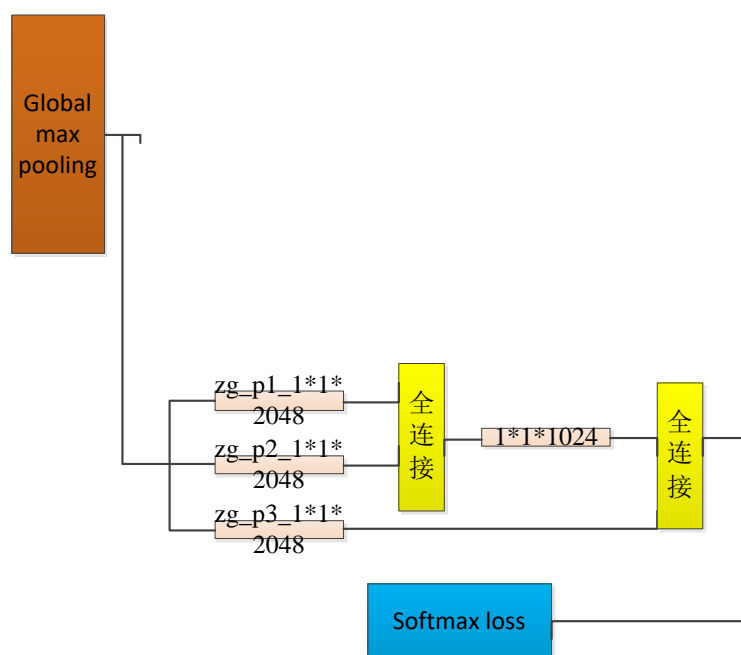 Global
max
pooling
zg_p1_1*1*
2048
zg_p2_1*1*
2048
zg_p3_1*1*
2048
全
连
接
1*1*1024
全
连
接
Softmax loss